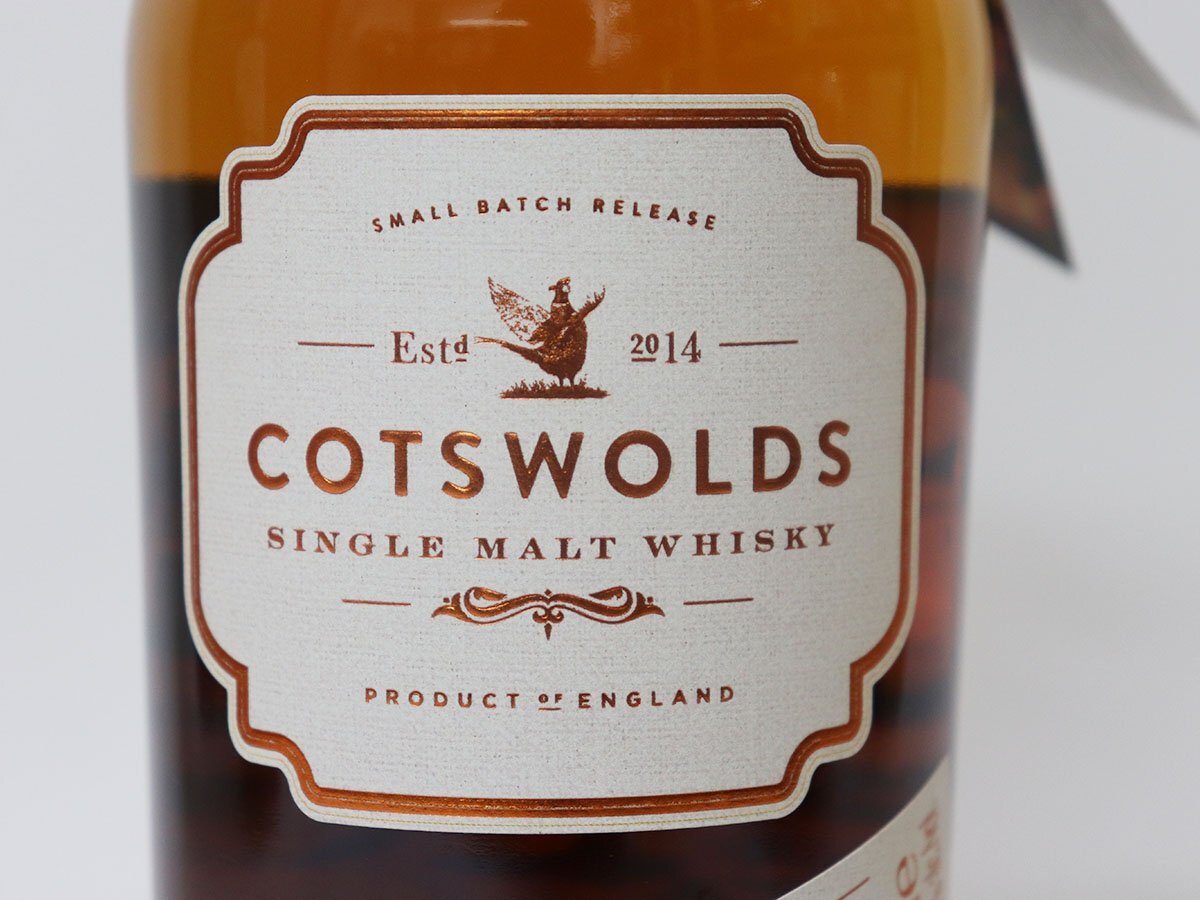 SMALL BATCH RELEASE
Estd 2014
COTSWOLDS
SINGLE MALT WHISKY
PRODUCT OF ENGLAND